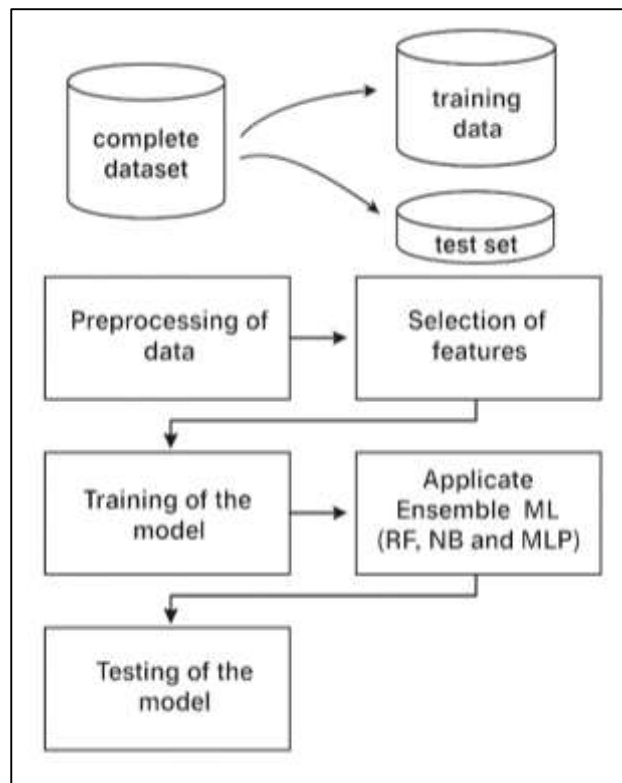 complete
dataset
training
data
test set
Preprocessing of
data
Selection of
features
Training of the
model
Applicate
Ensemble ML
(RF, NB and MLP)
Testing of the
model